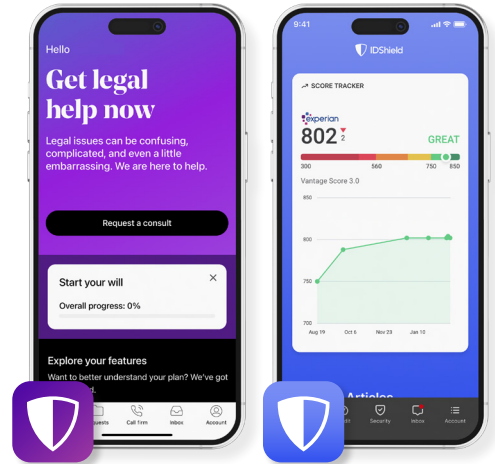 Hello
Get legal
help now
Legal issues can be confusing,
complicated, and even a little
embarrassing. We are here to help.
Request a consult
Start your will
Overall progress: 0%
Explore your features
Want to better understand your plan? We've got
Call firm
Inbox
Account
9:41
IDShield
SCORE TRACKER
experian
802 2
GREAT
300 560 750 850
Vantage Score 3.0
850
800
750
700
Aug 19 Oct 6 Nov 23 Jan 10
Articles
Security
Inbox
Account